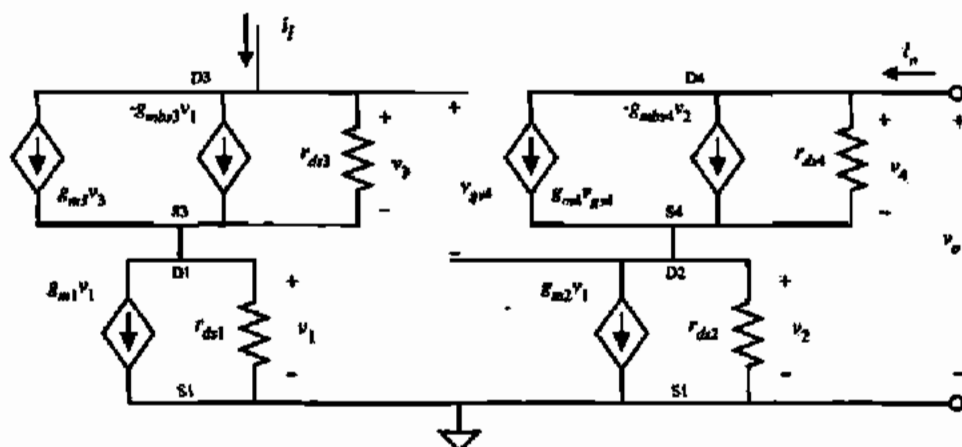 i_i
D3
D4
i_o
-g_mbs3 v_1
-g_mbs4 v_2
+
+
+
+
+
r_ds3
v_3
r_ds4
v_4
g_m3 v_3
v_gs4
g_m4 v_gs4
−
−
S3
S4
v_o
D1
−
D2
g_m1 v_1
+
g_m2 v_1
+
r_ds1
v_1
r_ds2
v_2
−
−
−
S1
S1